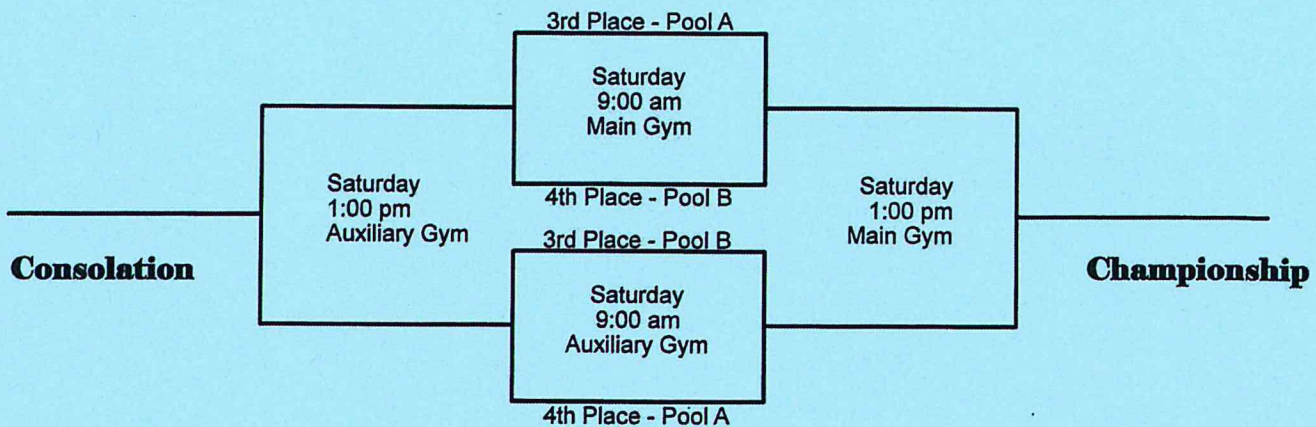 3rd Place - Pool A
Saturday
9:00 am
Main Gym
4th Place - Pool B
Saturday
1:00 pm
Auxiliary Gym
Saturday
1:00 pm
Main Gym
Consolation
Championship
3rd Place - Pool B
Saturday
9:00 am
Auxiliary Gym
4th Place - Pool A